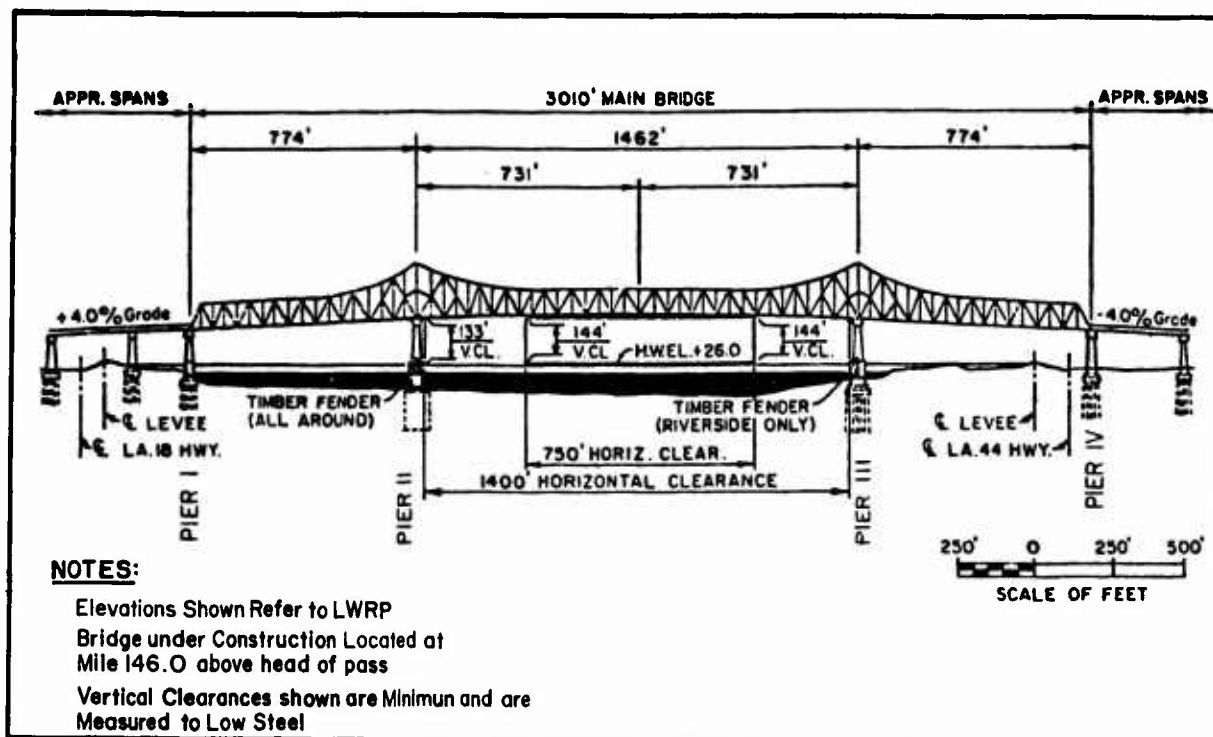 APPR. SPANS
3010' MAIN BRIDGE
APPR. SPANS
774'
1462'
774'
731'
731'
+4.0% Grade
133'
V.CL.
144'
V.CL
H.W.EL.+26.0
144'
V.CL.
-4.0% Grade
TIMBER FENDER
(ALL AROUND)
TIMBER FENDER
(RIVERSIDE ONLY)
℄ LEVEE
℄ LA.18 HWY.
℄ LEVEE
℄ LA.44 HWY.
750' HORIZ. CLEAR.
1400' HORIZONTAL CLEARANCE
PIER I
PIER II
PIER III
PIER IV
250' 0 250' 500'
SCALE OF FEET
NOTES:
Elevations Shown Refer to LWRP
Bridge under Construction Located at
Mile 146.0 above head of pass
Vertical Clearances shown are Minimun and are
Measured to Low Steel